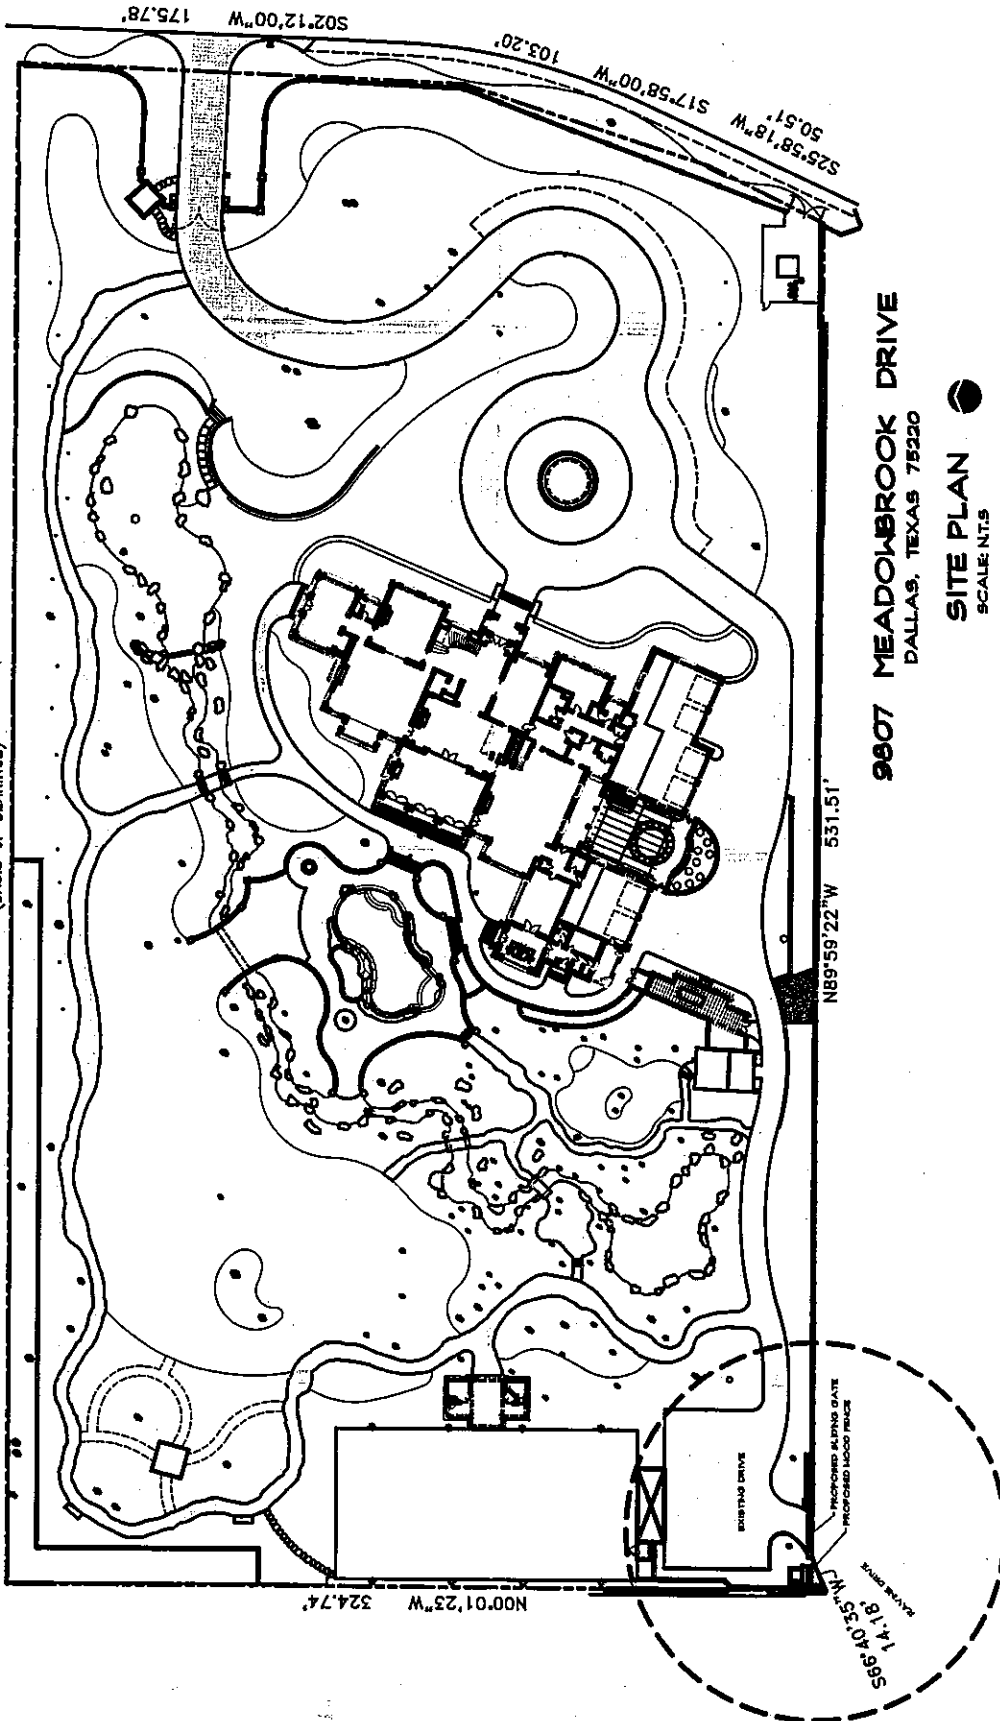 S02°12'00"W 175.78'
S17°58'00"W 103.20'
S25°58'18"W
50.51'
9807 MEADOWBROOK DRIVE
DALLAS, TEXAS 75220
SITE PLAN
SCALE: N.T.S
N89°59'22"W 531.51'
EXISTING DRIVE
PROPOSED SLIDING GATE
PROPOSED WOOD FENCE
RAVINE DRIVE
S66°40'35"W
14.18'
N00°01'23"W 324.74'